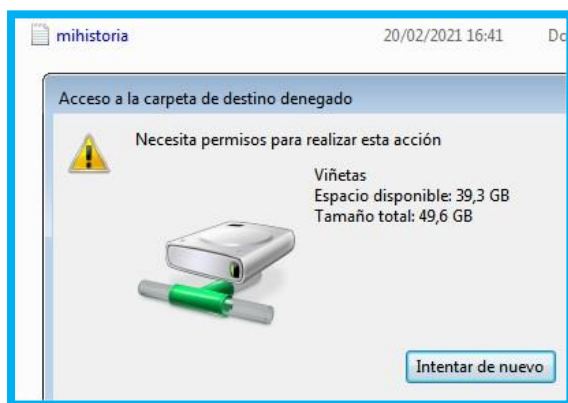 mihistoria 20/02/2021 16:41 Do
Acceso a la carpeta de destino denegado
Necesita permisos para realizar esta acción
Viñetas
Espacio disponible: 39,3 GB
Tamaño total: 49,6 GB
Intentar de nuevo